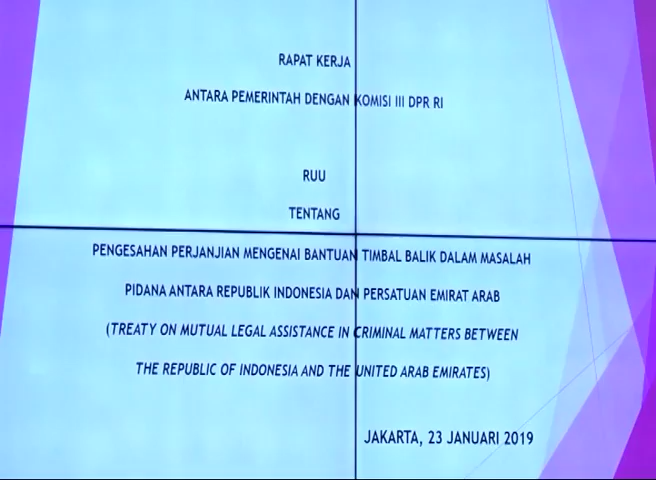 RAPAT KERJA
ANTARA PEMERINTAH DENGAN KOMISI III DPR RI
RUU
TENTANG
PENGESAHAN PERJANJIAN MENGENAI BANTUAN TIMBAL BALIK DALAM MASALAH
PIDANA ANTARA REPUBLIK INDONESIA DAN PERSATUAN EMIRAT ARAB
(TREATY ON MUTUAL LEGAL ASSISTANCE IN CRIMINAL MATTERS BETWEEN
THE REPUBLIC OF INDONESIA AND THE UNITED ARAB EMIRATES)
JAKARTA, 23 JANUARI 2019